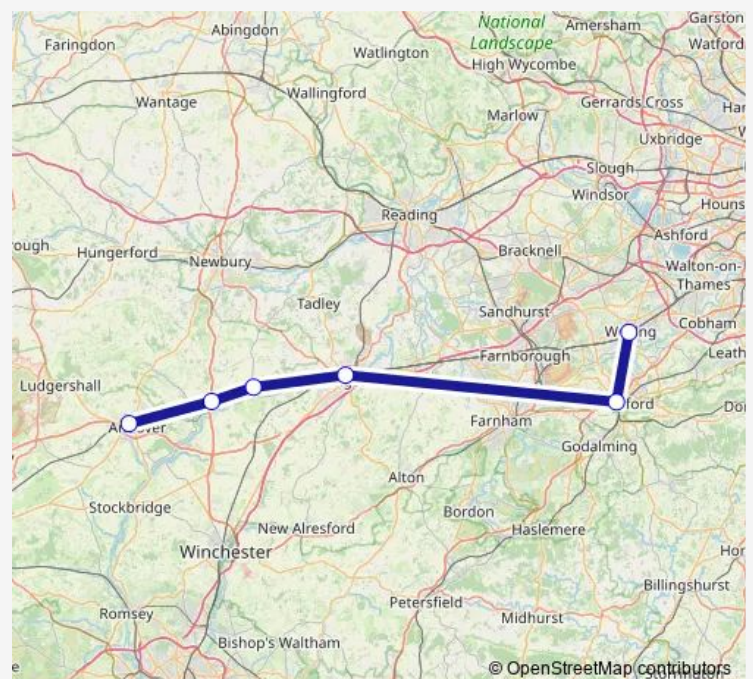 National
Landscape
Garston
Amersham
Watford
Abingdon
Faringdon
Watlington
High Wycombe
Wallingford
Wantage
Gerrards Cross
Marlow
Uxbridge
Slough
Windsor
Reading
Ashford
Bracknell
Hungerford
Newbury
Walton-on-
Thames
Tadley
Sandhurst
Cobham
Farnborough
Ludgershall
Farnham
Godalming
Alton
Stockbridge
Bordon
New Alresford
Haslemere
Winchester
Billingshurst
Petersfield
Romsey
Midhurst
Bishop's Waltham
© OpenStreetMap contributors